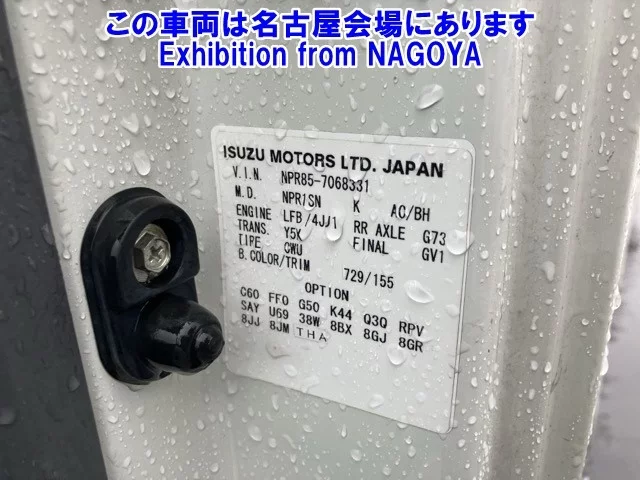 この車両は名古屋会場にあります
Exhibition from NAGOYA
ISUZU MOTORS LTD. JAPAN
V.I.N. NPR85-7068331
M.D. NPR1SN K AC/BH
ENGINE LFB/4JJ1 RR AXLE G73
TRANS. Y5X FINAL GV1
TIPE CWU
B.COLOR/TRIM 729/155
OPTION
C60 FF0 G50 K44 Q3Q RPV
SAY U69 38W 8BX 8GJ 8GR
8JJ 8JM THA